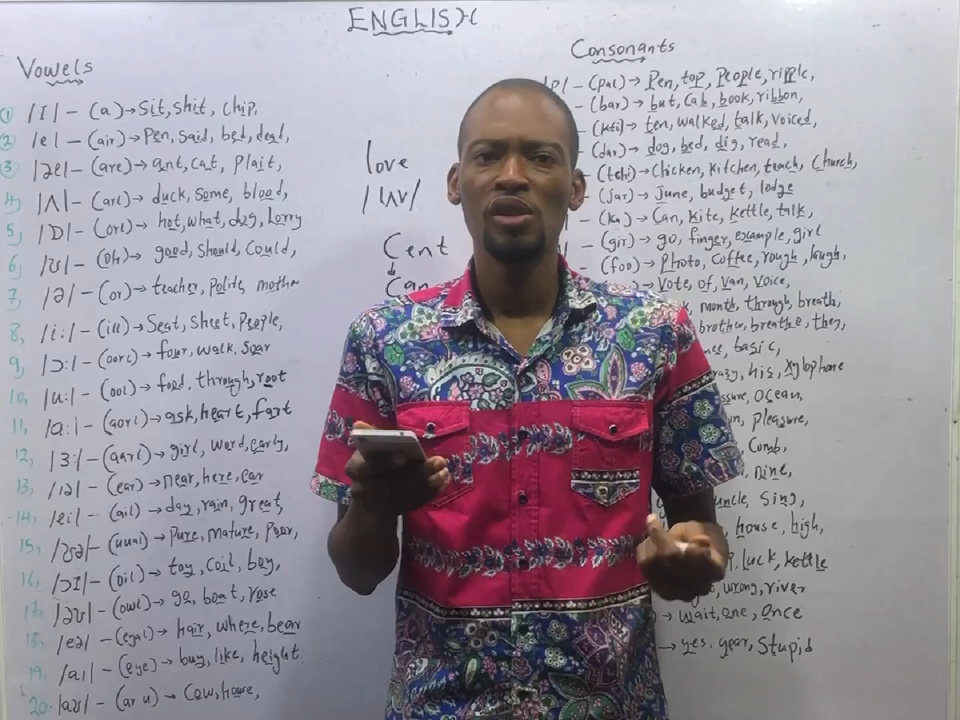 ENGLISH
Vowels
1 /I/ – (a) → Sit, shit, chip,
2 /e/ – (air) → Pen, said, bed, dead,
3 /æ/ – (are) → ant, cat, plait,
4, /ʌ/ – (arl) → duck, some, blood,
5, /ɒ/ – (orl) → hot, what, dog, Lorry
6, /ʊ/ – (oh) → good, should, could,
7, /ə/ – (or) → teacher, polite, mothe
8, /i:/ – (ill) → Seat, sheet, people,
9, /ɔ:/ – (oorl) → four, walk, soar
10, /u:/ – (ool) → food, through, root
11, /a:/ – (aorl) → ask, heart, fart
12, /3:/ – (aarl) → girl, word, early,
13, /ɪə/ – (ear) → near, here, ear
14, /ei/ – (ail) → day, rain, great,
15, /ʊə/ – (uual) → pure, mature, poor,
16, /ɔɪ/ – (oil) → toy, coil, boy,
17, /əʊ/ – (owl) → go, boat, rose
18, /eə/ – (eyal) → hair, where, bear
19, /aɪ/ – (eye) → buy, like, height
20. /aʊ/ – (ar u) → Cow, house,
love
/lʌv/
Cent
↓
Can
Consonants
/p/ – (pal) → Pen, top, people, ripple,
– (bar) → but, cab, book, ribbon,
– (kti) → ten, walked, talk, voiced,
– (dar) → dog, bed, dig, read,
– (tchi) → Chicken, kitchen, teach, church,
– (jar) → June, budget, lodge
– (ka) → Can, kite, kettle, talk,
– (gir) → go, finger, example, girl
– (foo) → Photo, coffee, rough, laugh,
→ Vote, of, Van, Voice,
month, through, breath,
brother, breathe, they,
basic,
his, xylophone
Ocean,
pleasure,
Comb,
nine,
uncle, sing,
house, high,
luck, kettle
wrong, river
→ wait, one, once
→ yes, year, stupid